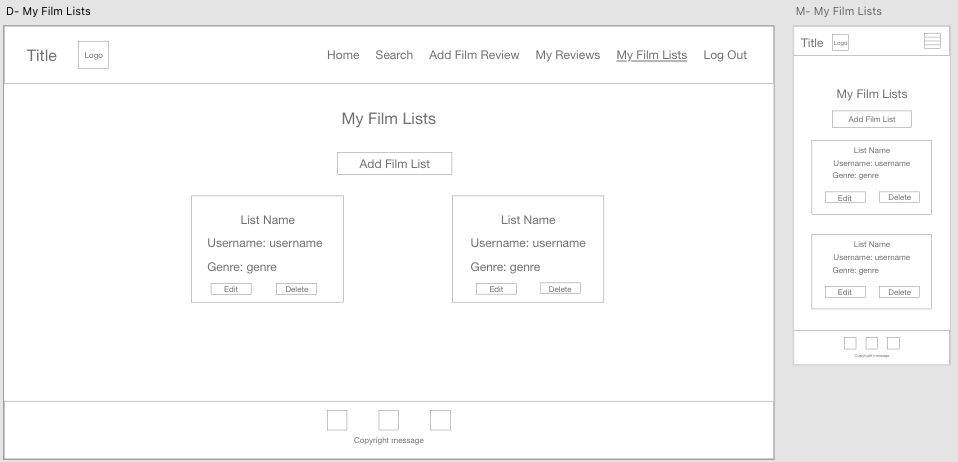 D- My Film Lists
Title
Logo
Home Search Add Film Review My Reviews My Film Lists Log Out
My Film Lists
Add Film List
List Name
Username: username
Genre: genre
Edit Delete
List Name
Username: username
Genre: genre
Edit Delete
Copyright message
M- My Film Lists
Title
Logo
My Film Lists
Add Film List
List Name
Username: username
Genre: genre
Edit Delete
List Name
Username: username
Genre: genre
Edit Delete
Copyright message